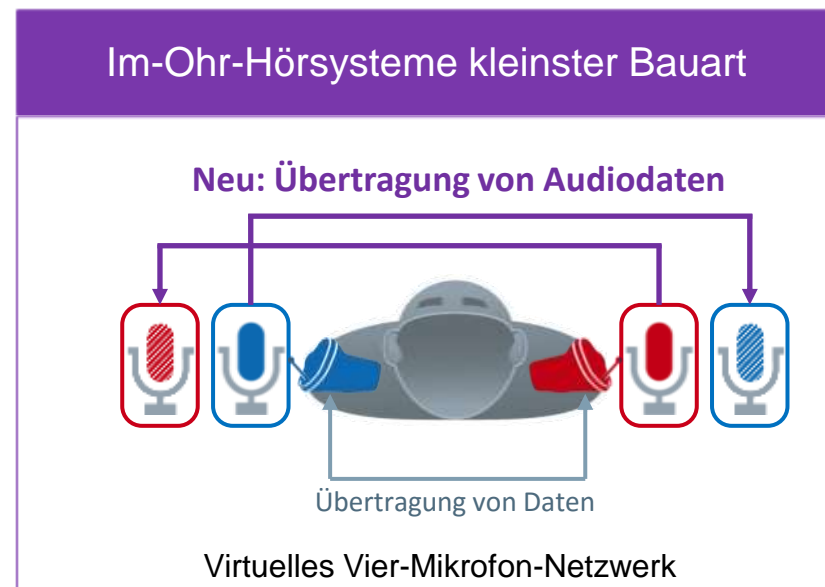 Im-Ohr-Hörsysteme kleinster Bauart
Neu: Übertragung von Audiodaten
Übertragung von Daten
Virtuelles Vier-Mikrofon-Netzwerk